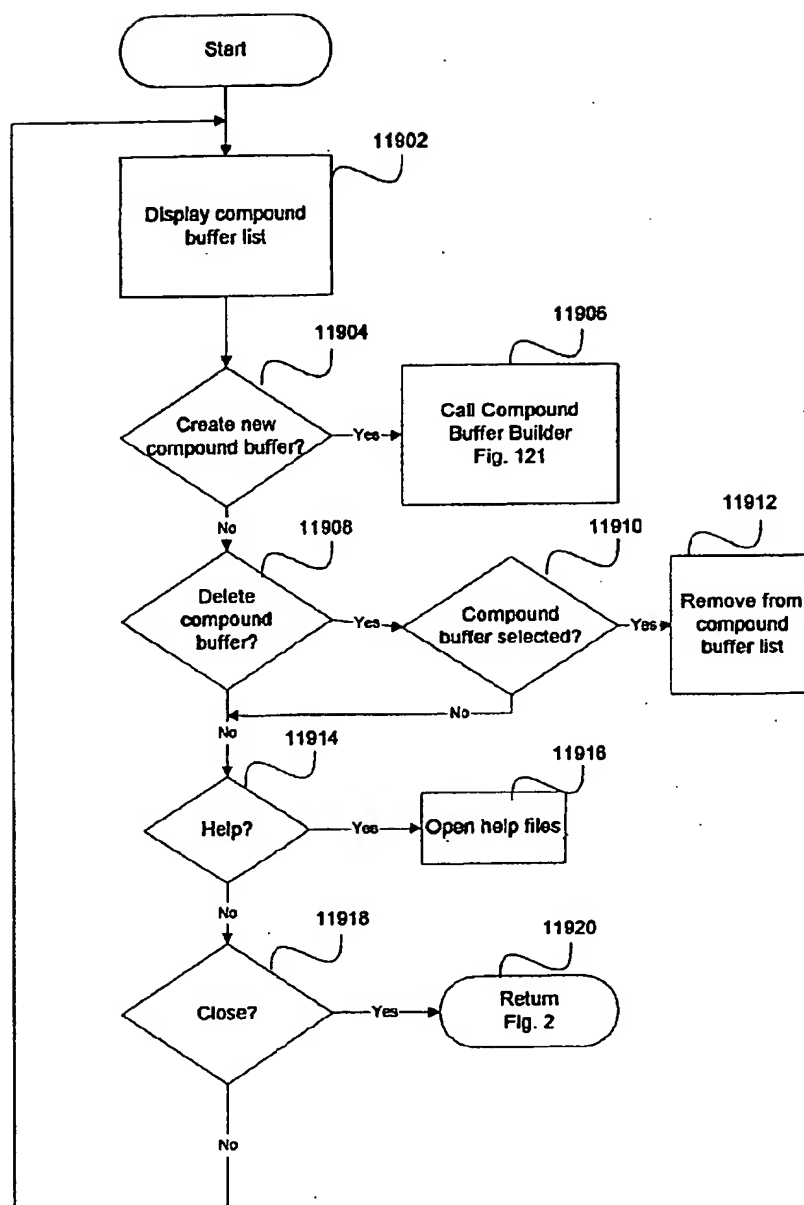 Start
11902
Display compound
buffer list
11904
11906
Create new
compound buffer?
Yes
Call Compound
Buffer Builder
Fig. 121
No
11908
11910
11912
Delete
compound
buffer?
Yes
Compound
buffer selected?
Yes
Remove from
compound
buffer list
No
No
11914
11916
Help?
Yes
Open help files
No
11918
11920
Close?
Yes
Return
Fig. 2
No